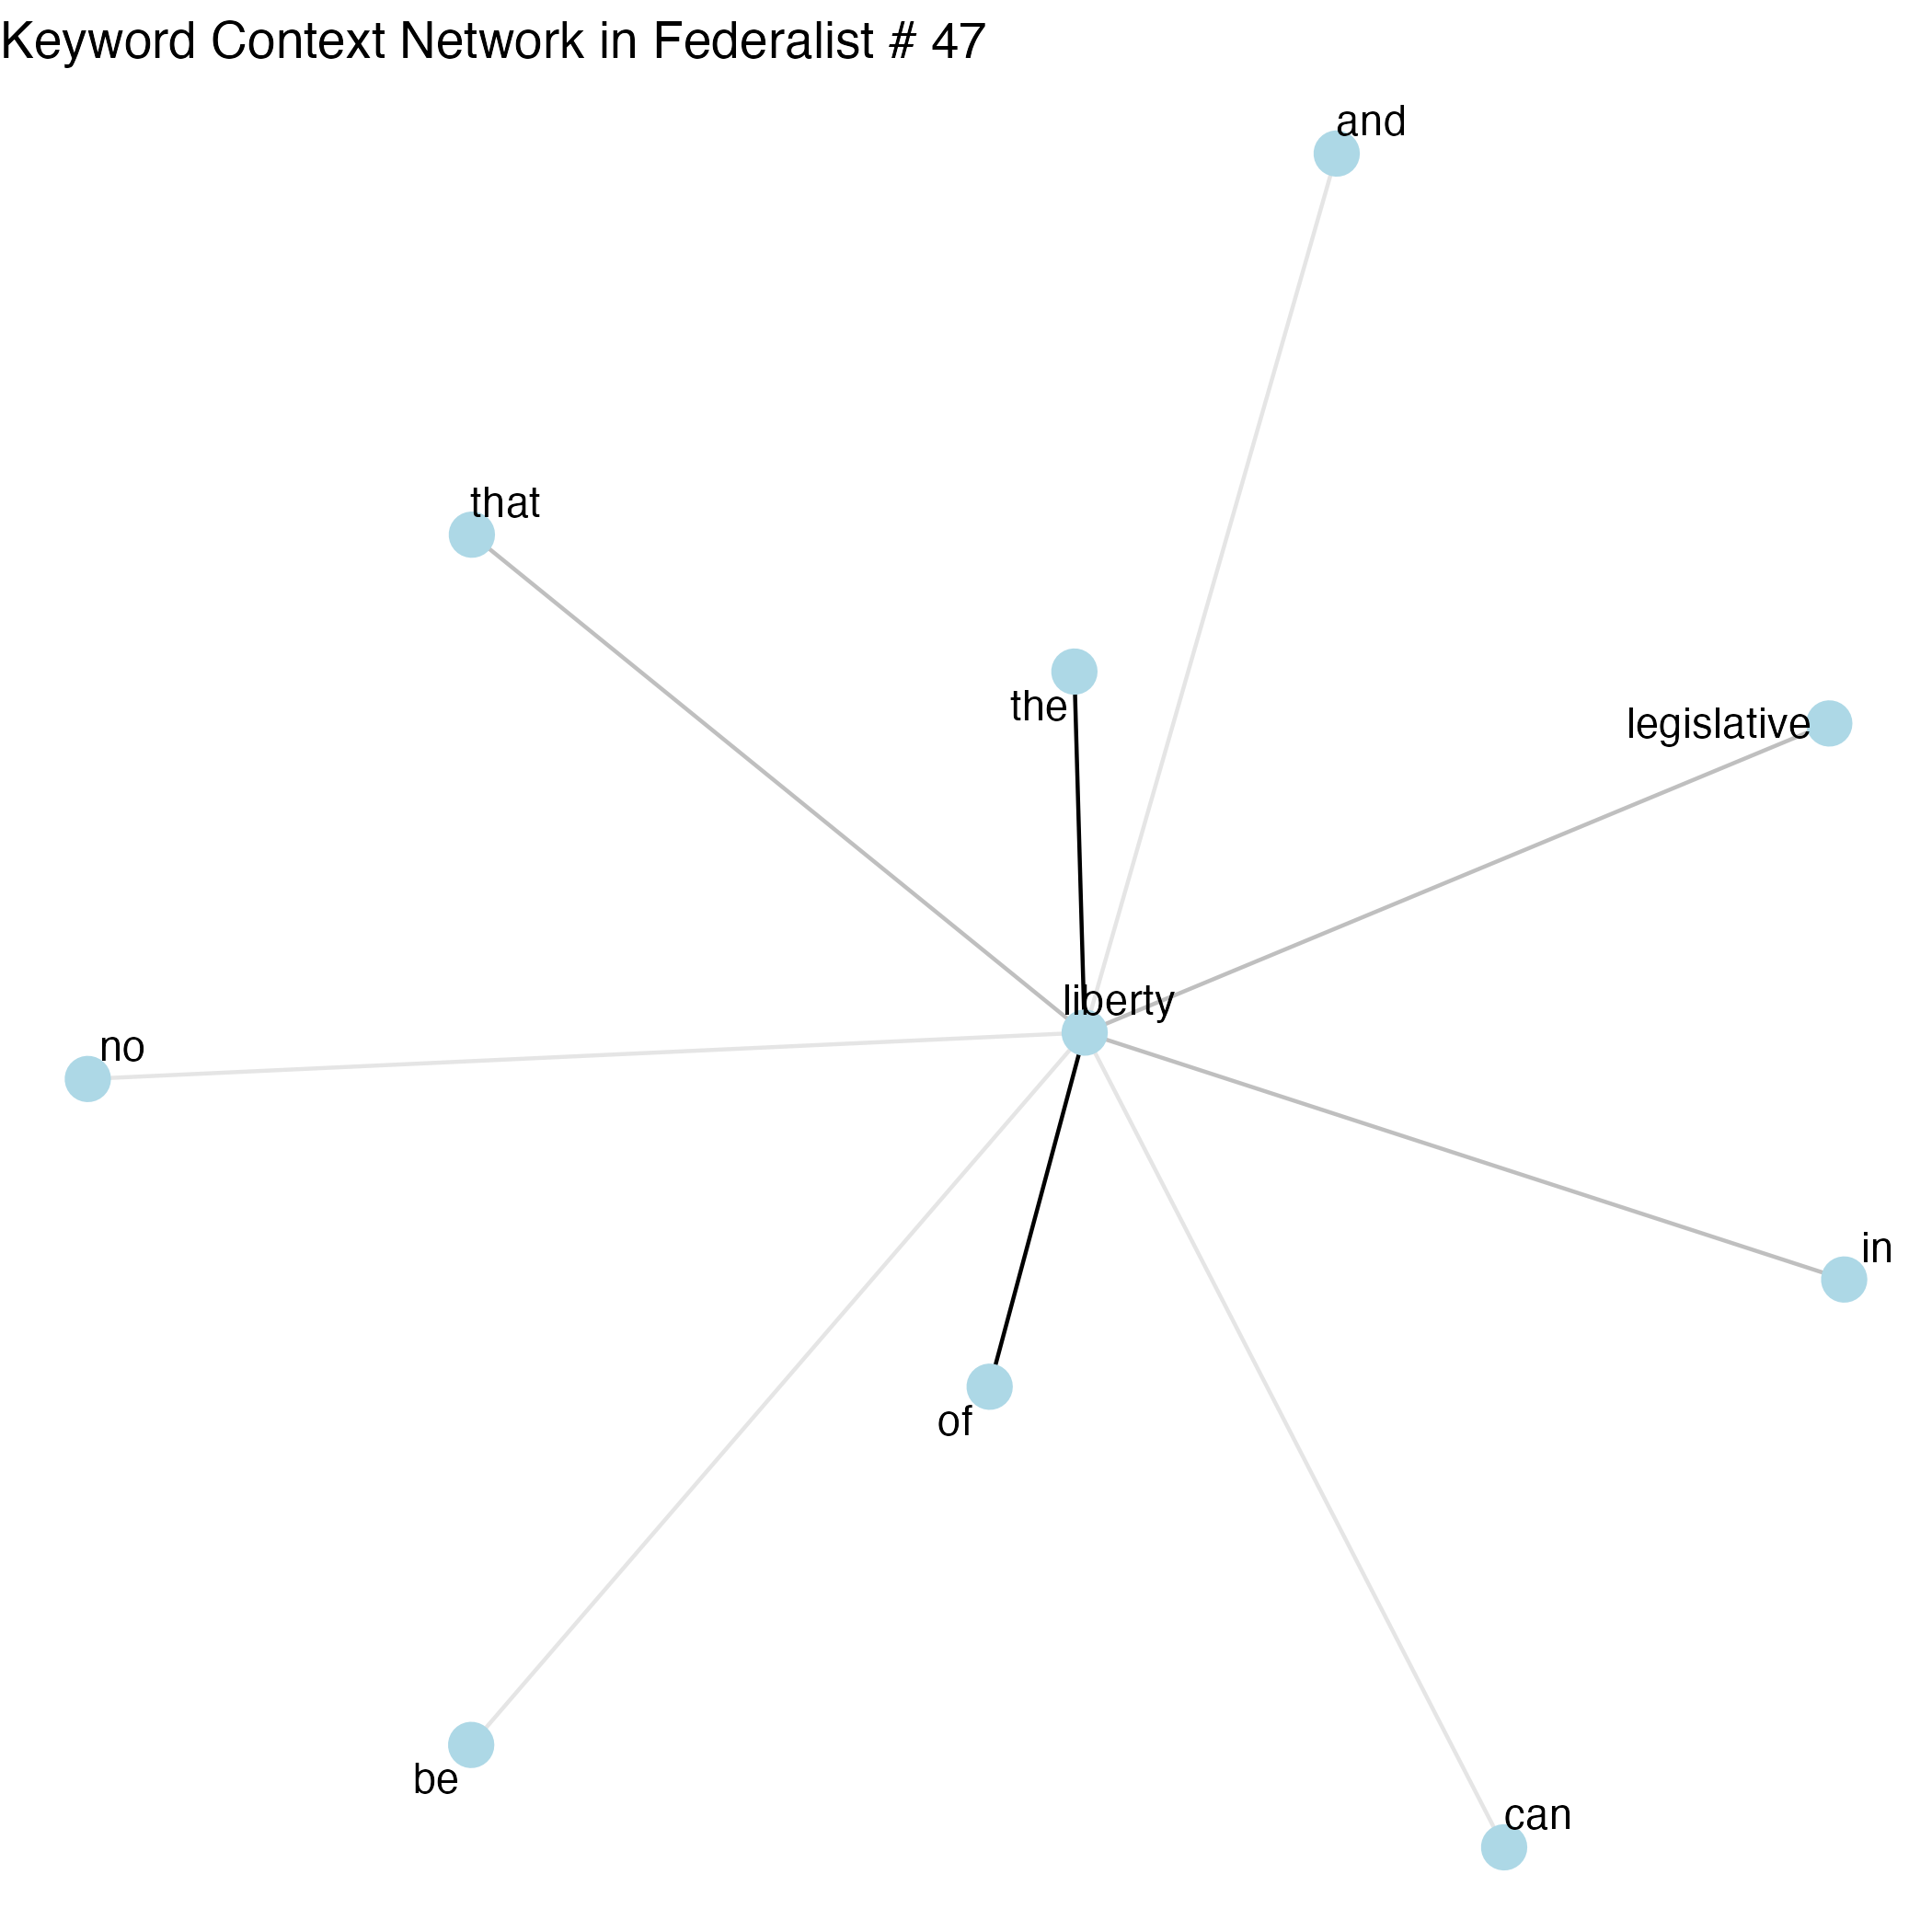 Keyword Context Network in Federalist # 47
and
that
the
legislative
liberty
no
in
of
be
can